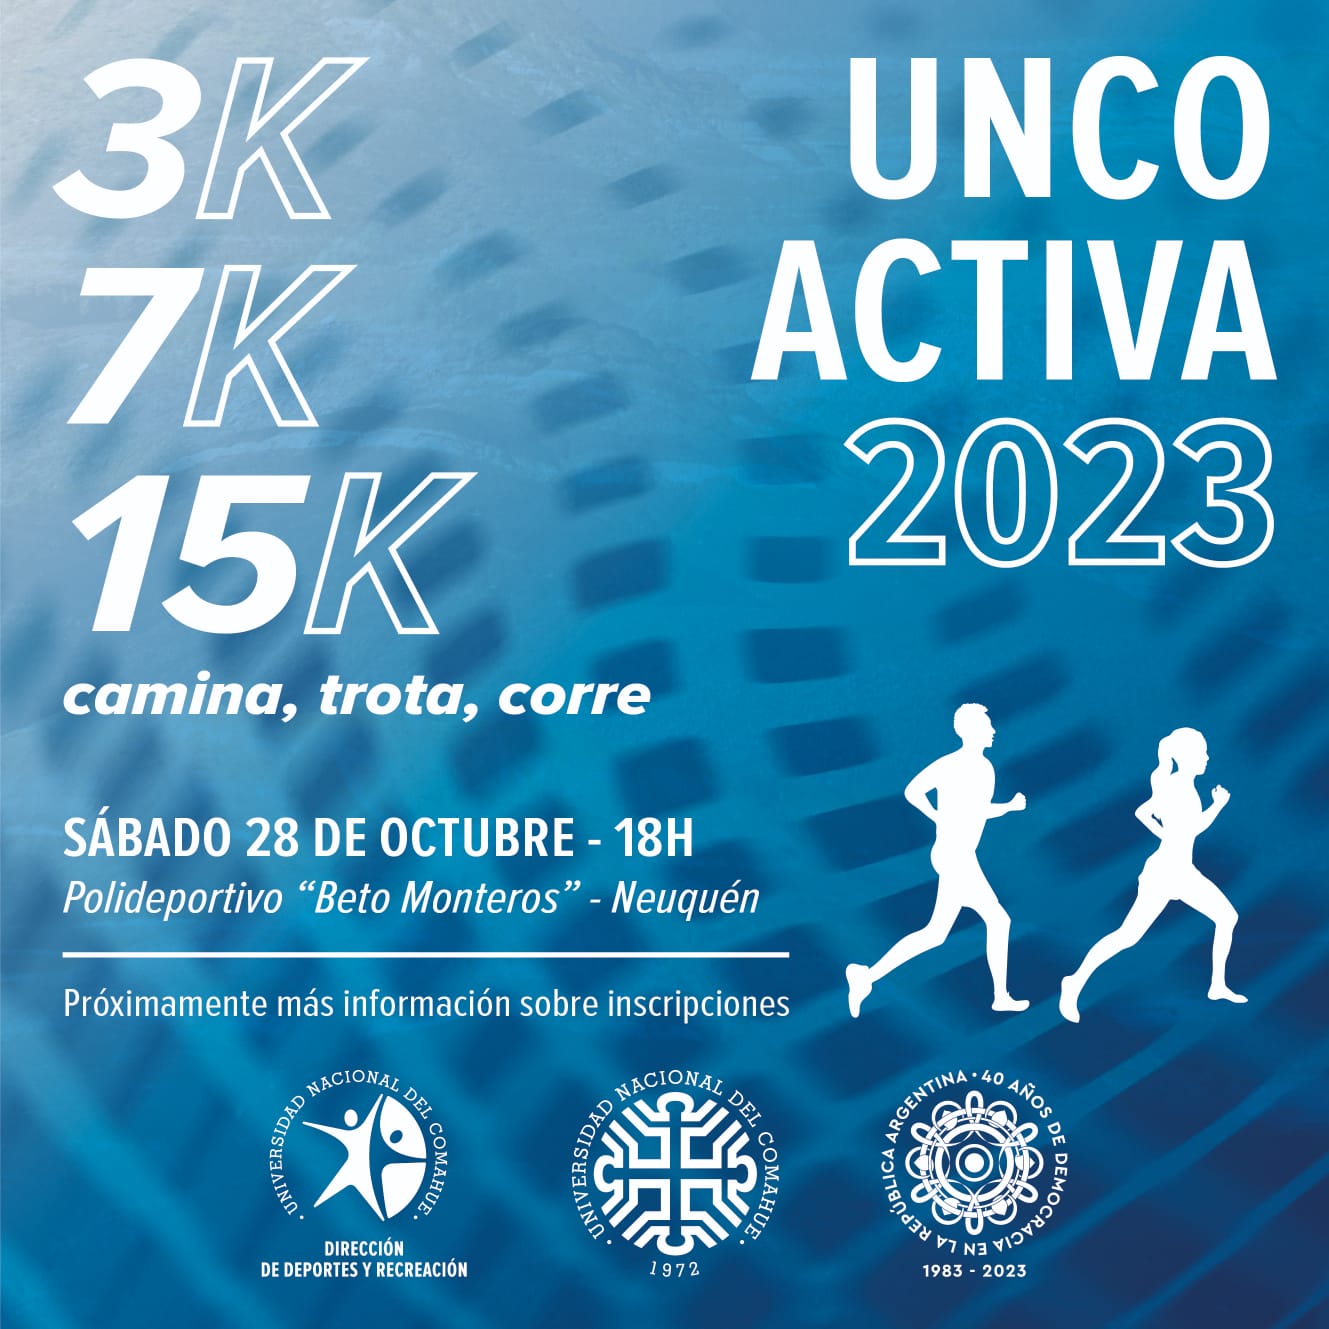 3K
7K
15K
camina, trota, corre
UNCO
ACTIVA
2023
SÁBADO 28 DE OCTUBRE - 18H
Polideportivo “Beto Monteros” - Neuquén
Próximamente más información sobre inscripciones
· UNIVERSIDAD NACIONAL DEL COMAHUE ·
DIRECCIÓN
DE DEPORTES Y RECREACIÓN
· UNIVERSIDAD NACIONAL DEL COMAHUE ·
1972
40 AÑOS DE DEMOCRACIA EN LA REPÚBLICA ARGENTINA ·
1983 - 2023